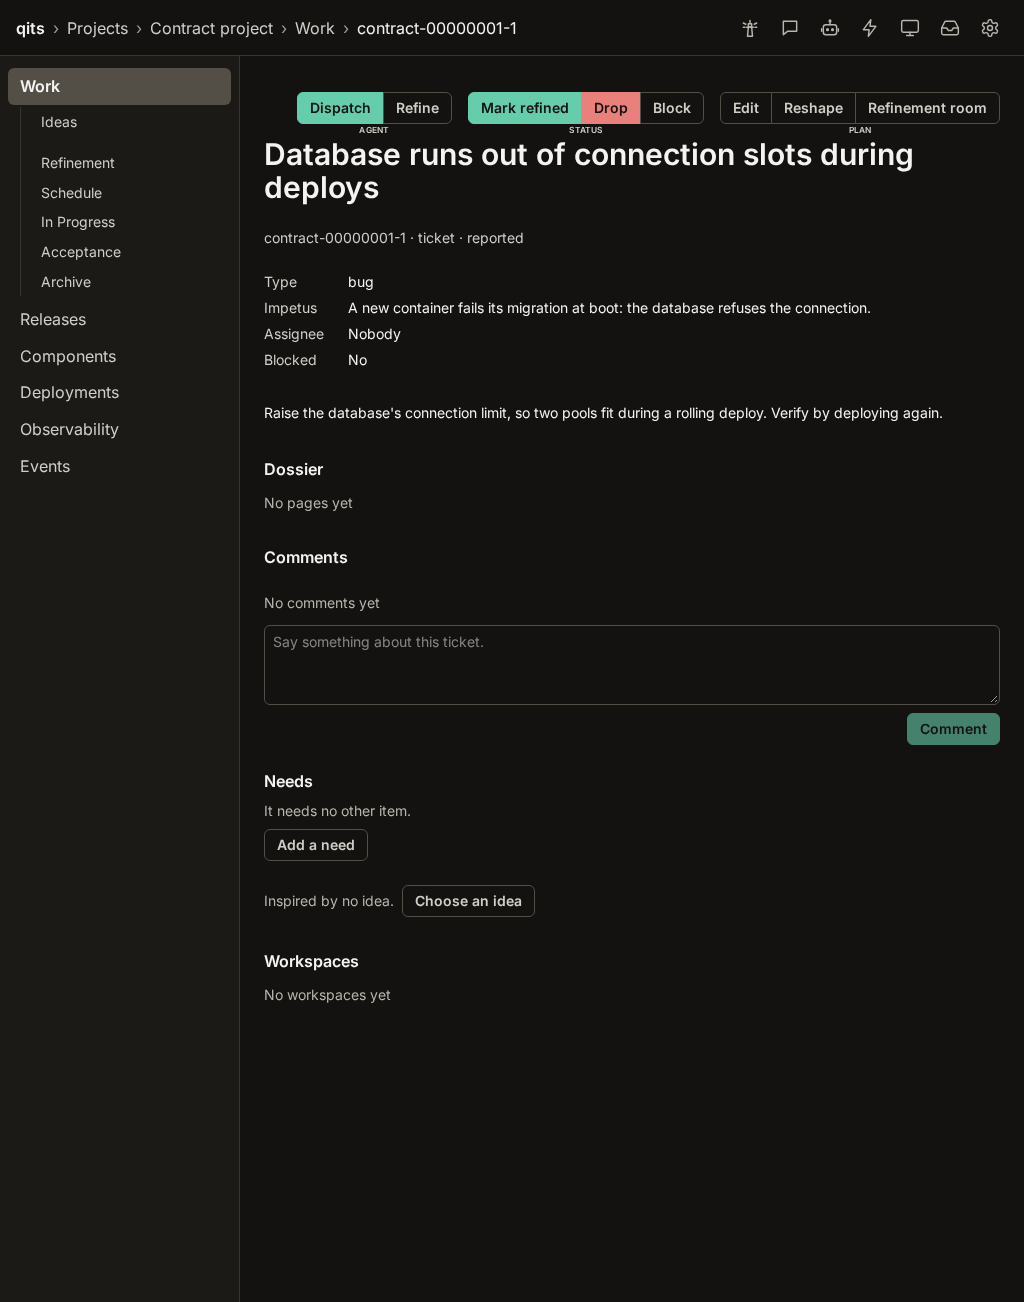 qits › Projects › Contract project › Work › contract-00000001-1
Work
Ideas
Refinement
Schedule
In Progress
Acceptance
Archive
Releases
Components
Deployments
Observability
Events
Dispatch Refine
AGENT
Mark refined Drop Block
STATUS
Edit Reshape Refinement room
PLAN
Database runs out of connection slots during
deploys
contract-00000001-1 · ticket · reported
Type bug
Impetus A new container fails its migration at boot: the database refuses the connection.
Assignee Nobody
Blocked No
Raise the database's connection limit, so two pools fit during a rolling deploy. Verify by deploying again.
Dossier
No pages yet
Comments
No comments yet
Say something about this ticket.
Comment
Needs
It needs no other item.
Add a need
Inspired by no idea. Choose an idea
Workspaces
No workspaces yet